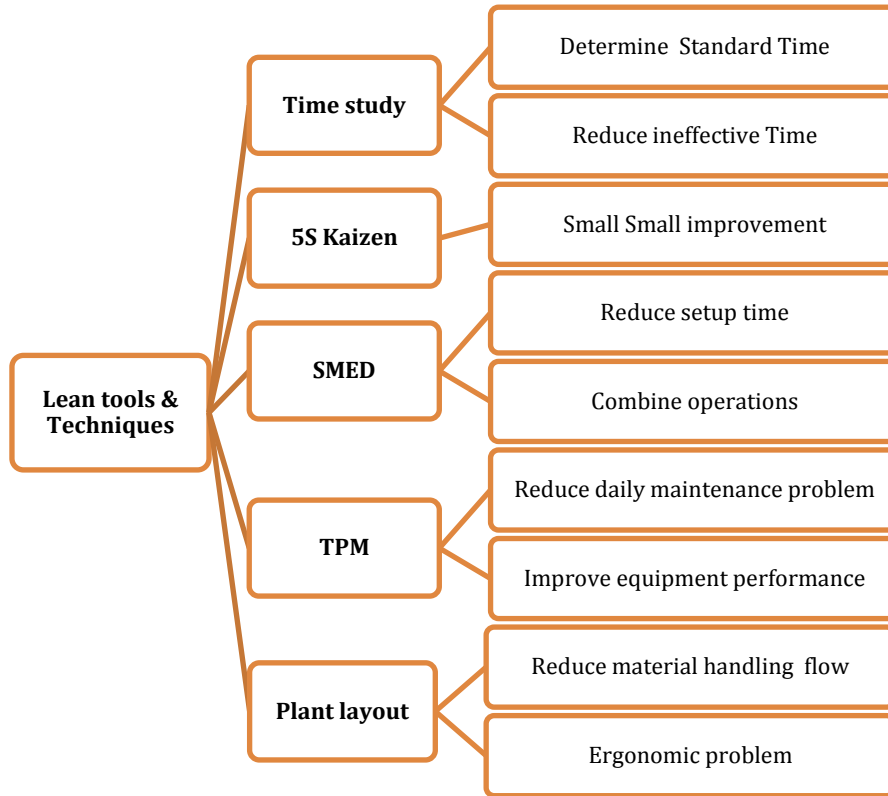 Lean tools &
Techniques
Time study
Determine Standard Time
Reduce ineffective Time
5S Kaizen
Small Small improvement
SMED
Reduce setup time
Combine operations
TPM
Reduce daily maintenance problem
Improve equipment performance
Plant layout
Reduce material handling flow
Ergonomic problem